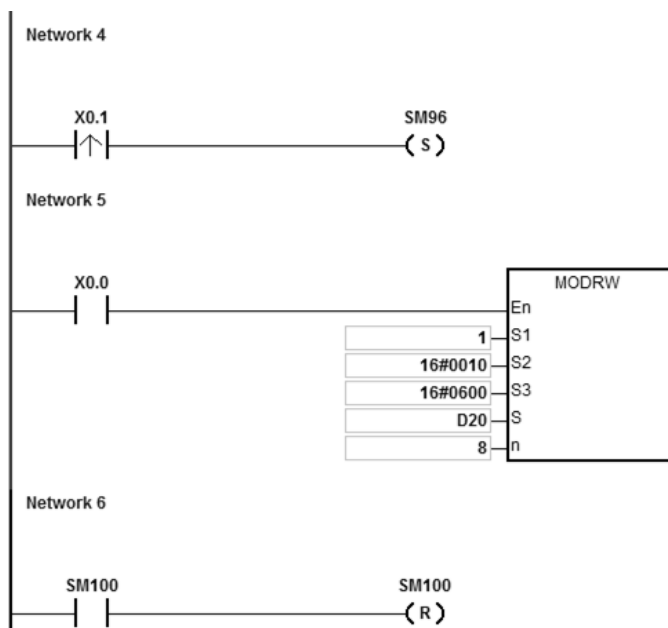 Network 4
X0.1 SM96
↑ S
Network 5
X0.0 MODRW
En
1 S1
16#0010 S2
16#0600 S3
D20 S
8 n
Network 6
SM100 SM100
R